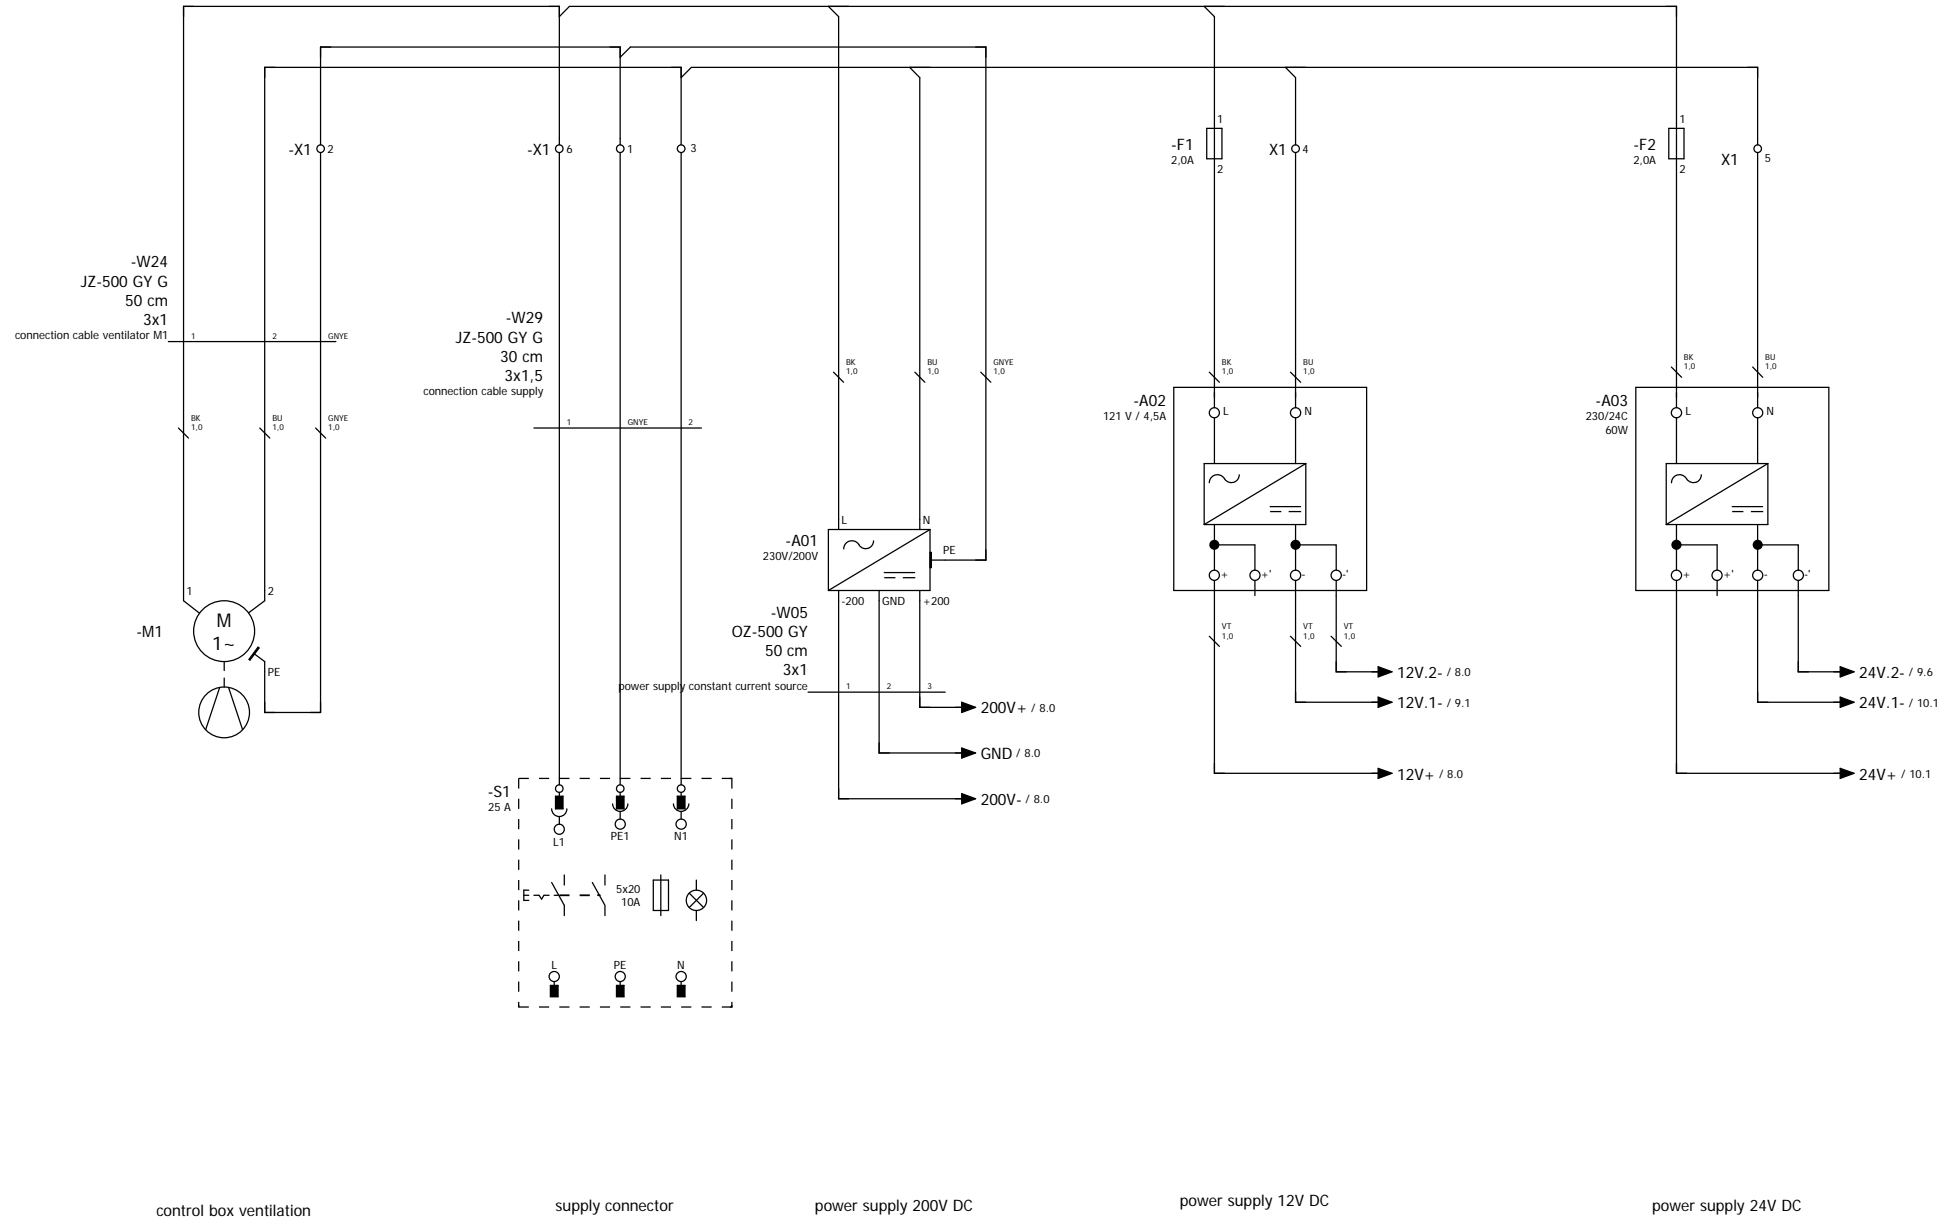 -X1 2
-X1 6
1
3
-F1
2,0A
1
2
X1 4
-F2
2,0A
1
2
X1 5
-W24
JZ-500 GY G
50 cm
3x1
connection cable ventilator M1
1
2
GNYE
BK
1,0
BU
1,0
GNYE
1,0
-W29
JZ-500 GY G
30 cm
3x1,5
connection cable supply
1
GNYE
2
BK
1,0
BU
1,0
GNYE
1,0
BK
1,0
BU
1,0
BK
1,0
BU
1,0
-A01
230V/200V
L
N
PE
-200
GND
+200
-A02
121 V / 4,5A
L
N
+
+'
-
-'
VT
1,0
VT
1,0
VT
1,0
-A03
230/24C
60W
L
N
+
+'
-
-'
1
2
-M1
M
1~
PE
-W05
OZ-500 GY
50 cm
3x1
power supply constant current source
1
2
3
200V+ / 8.0
GND / 8.0
200V- / 8.0
12V.2- / 8.0
12V.1- / 9.1
12V+ / 8.0
24V.2- / 9.6
24V.1- / 10.1
24V+ / 10.1
-S1
25 A
L1
PE1
N1
E
5x20
10A
L
PE
N
control box ventilation
supply connector
power supply 200V DC
power supply 12V DC
power supply 24V DC